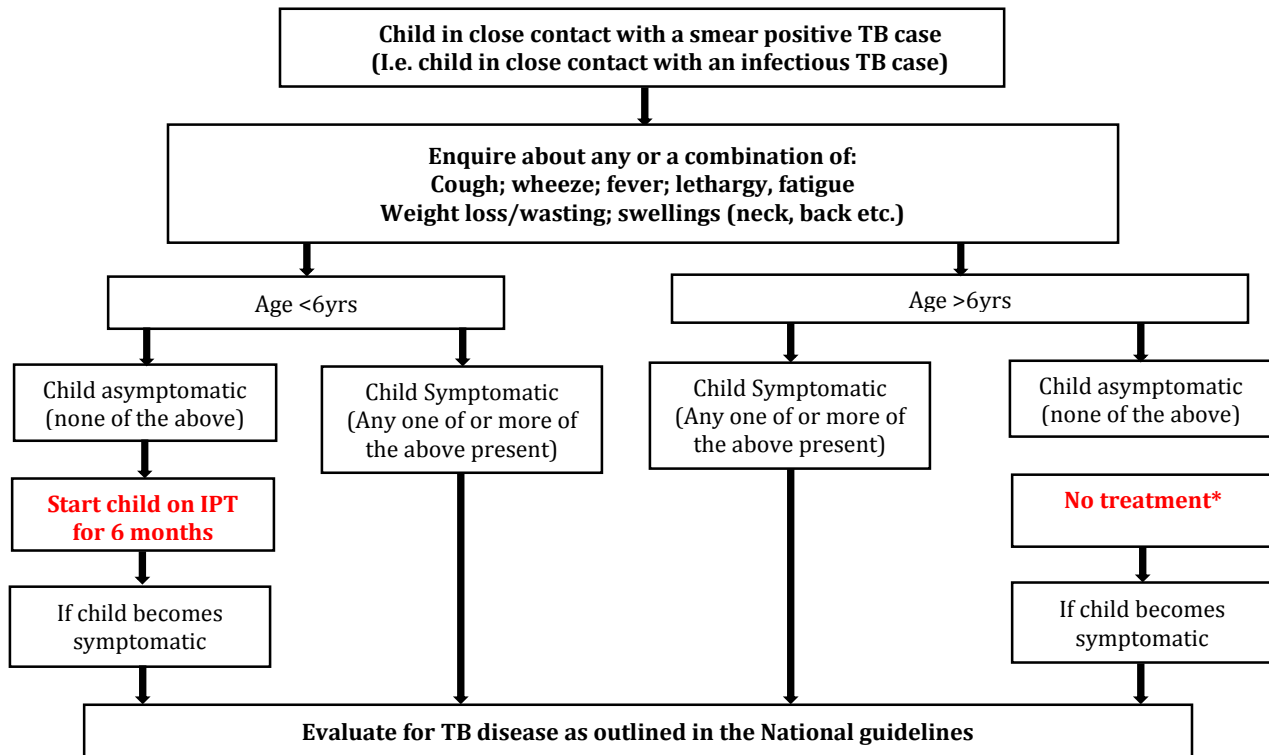 Child in close contact with a smear positive TB case
(I.e. child in close contact with an infectious TB case)
Enquire about any or a combination of:
Cough; wheeze; fever; lethargy, fatigue
Weight loss/wasting; swellings (neck, back etc.)
Age <6yrs
Age >6yrs
Child asymptomatic
(none of the above)
Child Symptomatic
(Any one of or more of
the above present)
Child Symptomatic
(Any one of or more of
the above present)
Child asymptomatic
(none of the above)
Start child on IPT
for 6 months
No treatment*
If child becomes
symptomatic
If child becomes
symptomatic
Evaluate for TB disease as outlined in the National guidelines